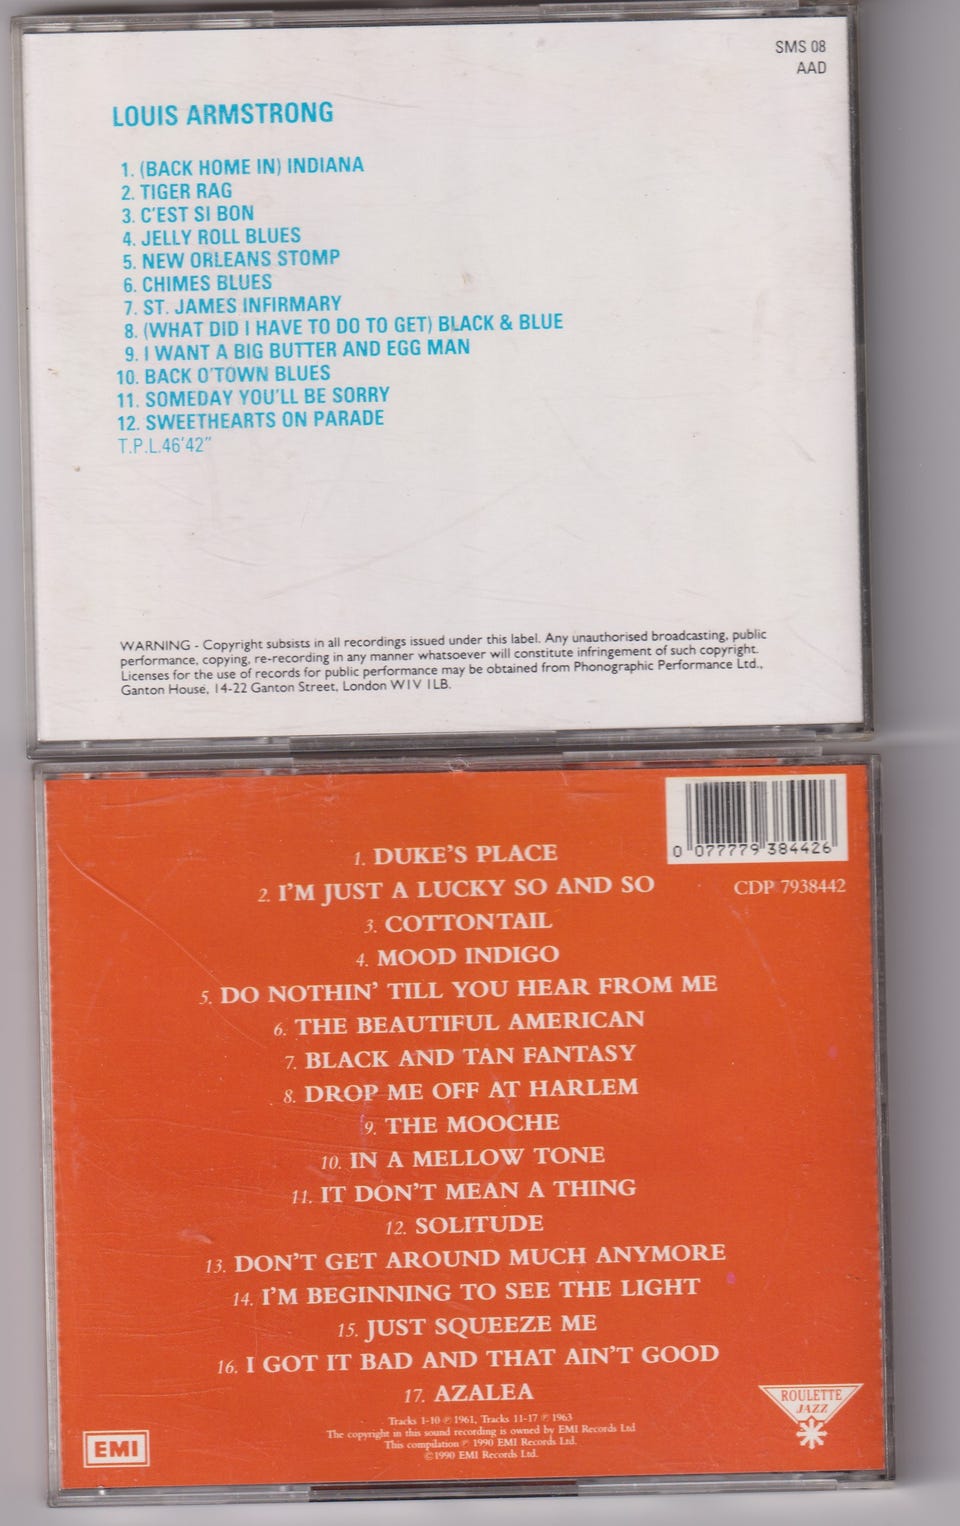 SMS 08
AAD
LOUIS ARMSTRONG
1. (BACK HOME IN) INDIANA
2. TIGER RAG
3. C'EST SI BON
4. JELLY ROLL BLUES
5. NEW ORLEANS STOMP
6. CHIMES BLUES
7. ST. JAMES INFIRMARY
8. (WHAT DID I HAVE TO DO TO GET) BLACK & BLUE
9. I WANT A BIG BUTTER AND EGG MAN
10. BACK O'TOWN BLUES
11. SOMEDAY YOU'LL BE SORRY
12. SWEETHEARTS ON PARADE
T.P.L.46'42"
WARNING - Copyright subsists in all recordings issued under this label. Any unauthorised broadcasting, public
performance, copying, re-recording in any manner whatsoever will constitute infringement of such copyright.
Licenses for the use of records for public performance may be obtained from Phonographic Performance Ltd.,
Ganton House, 14-22 Ganton Street, London W1V 1LB.
0 077779 384426
CDP 7938442
1. DUKE'S PLACE
2. I'M JUST A LUCKY SO AND SO
3. COTTONTAIL
4. MOOD INDIGO
5. DO NOTHIN' TILL YOU HEAR FROM ME
6. THE BEAUTIFUL AMERICAN
7. BLACK AND TAN FANTASY
8. DROP ME OFF AT HARLEM
9. THE MOOCHE
10. IN A MELLOW TONE
11. IT DON'T MEAN A THING
12. SOLITUDE
13. DON'T GET AROUND MUCH ANYMORE
14. I'M BEGINNING TO SEE THE LIGHT
15. JUST SQUEEZE ME
16. I GOT IT BAD AND THAT AIN'T GOOD
17. AZALEA
Tracks 1-10 ℗ 1961, Tracks 11-17 ℗ 1963
The copyright in this sound recording is owned by EMI Records Ltd
This compilation ℗ 1990 EMI Records Ltd.
© 1990 EMI Records Ltd.
EMI
ROULETTE
JAZZ